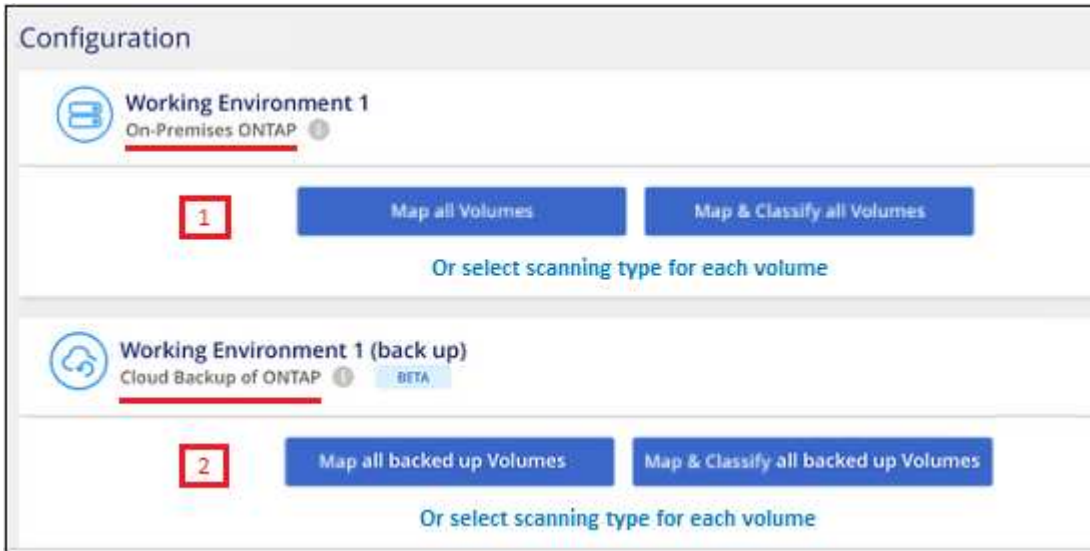 Configuration
Working Environment 1
On-Premises ONTAP
1
Map all Volumes
Map & Classify all Volumes
Or select scanning type for each volume
Working Environment 1 (back up)
Cloud Backup of ONTAP
BETA
2
Map all backed up Volumes
Map & Classify all backed up Volumes
Or select scanning type for each volume